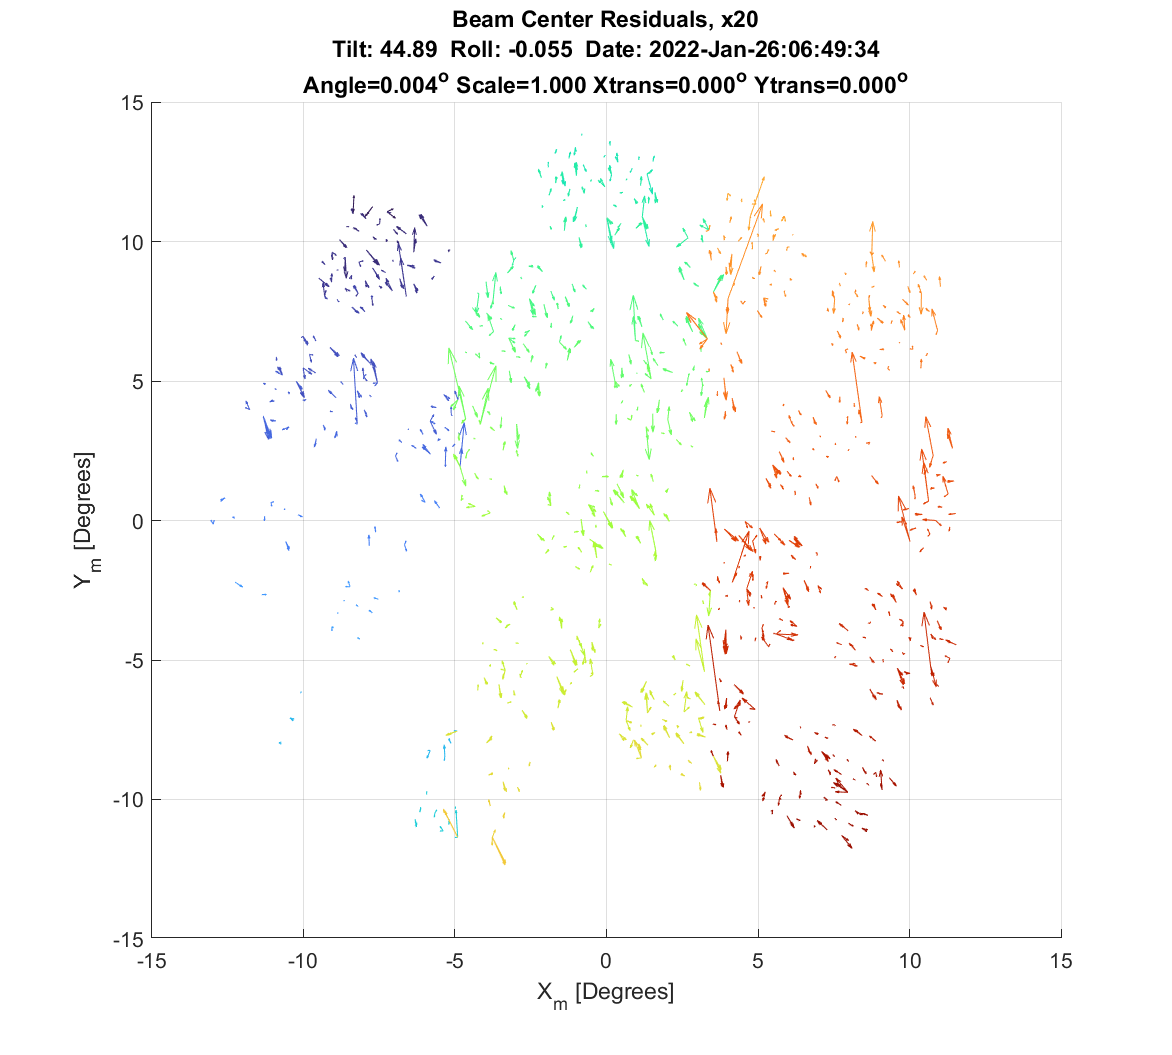 Beam Center Residuals, x20
Tilt: 44.89 Roll: -0.055 Date: 2022-Jan-26:06:49:34
Angle=0.004° Scale=1.000 Xtrans=0.000° Ytrans=0.000°
15
10
5
0
-5
-10
-15
Y_m [Degrees]
-15 -10 -5 0 5 10 15
X_m [Degrees]